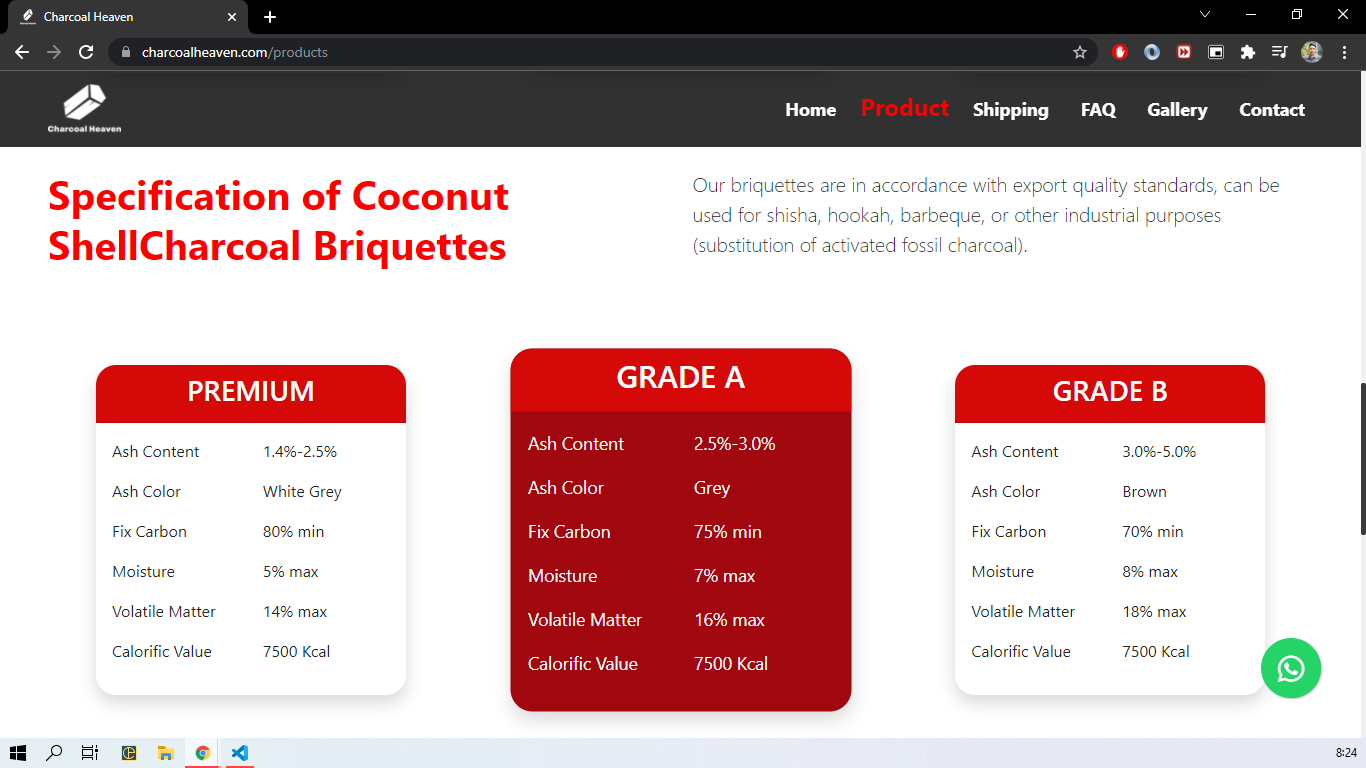 Charcoal Heaven
charcoalheaven.com/products
Charcoal Heaven
Home Product Shipping FAQ Gallery Contact
Specification of Coconut
ShellCharcoal Briquettes
Our briquettes are in accordance with export quality standards, can be
used for shisha, hookah, barbeque, or other industrial purposes
(substitution of activated fossil charcoal).
PREMIUM
Ash Content 1.4%-2.5%
Ash Color White Grey
Fix Carbon 80% min
Moisture 5% max
Volatile Matter 14% max
Calorific Value 7500 Kcal
GRADE A
Ash Content 2.5%-3.0%
Ash Color Grey
Fix Carbon 75% min
Moisture 7% max
Volatile Matter 16% max
Calorific Value 7500 Kcal
GRADE B
Ash Content 3.0%-5.0%
Ash Color Brown
Fix Carbon 70% min
Moisture 8% max
Volatile Matter 18% max
Calorific Value 7500 Kcal
8:24